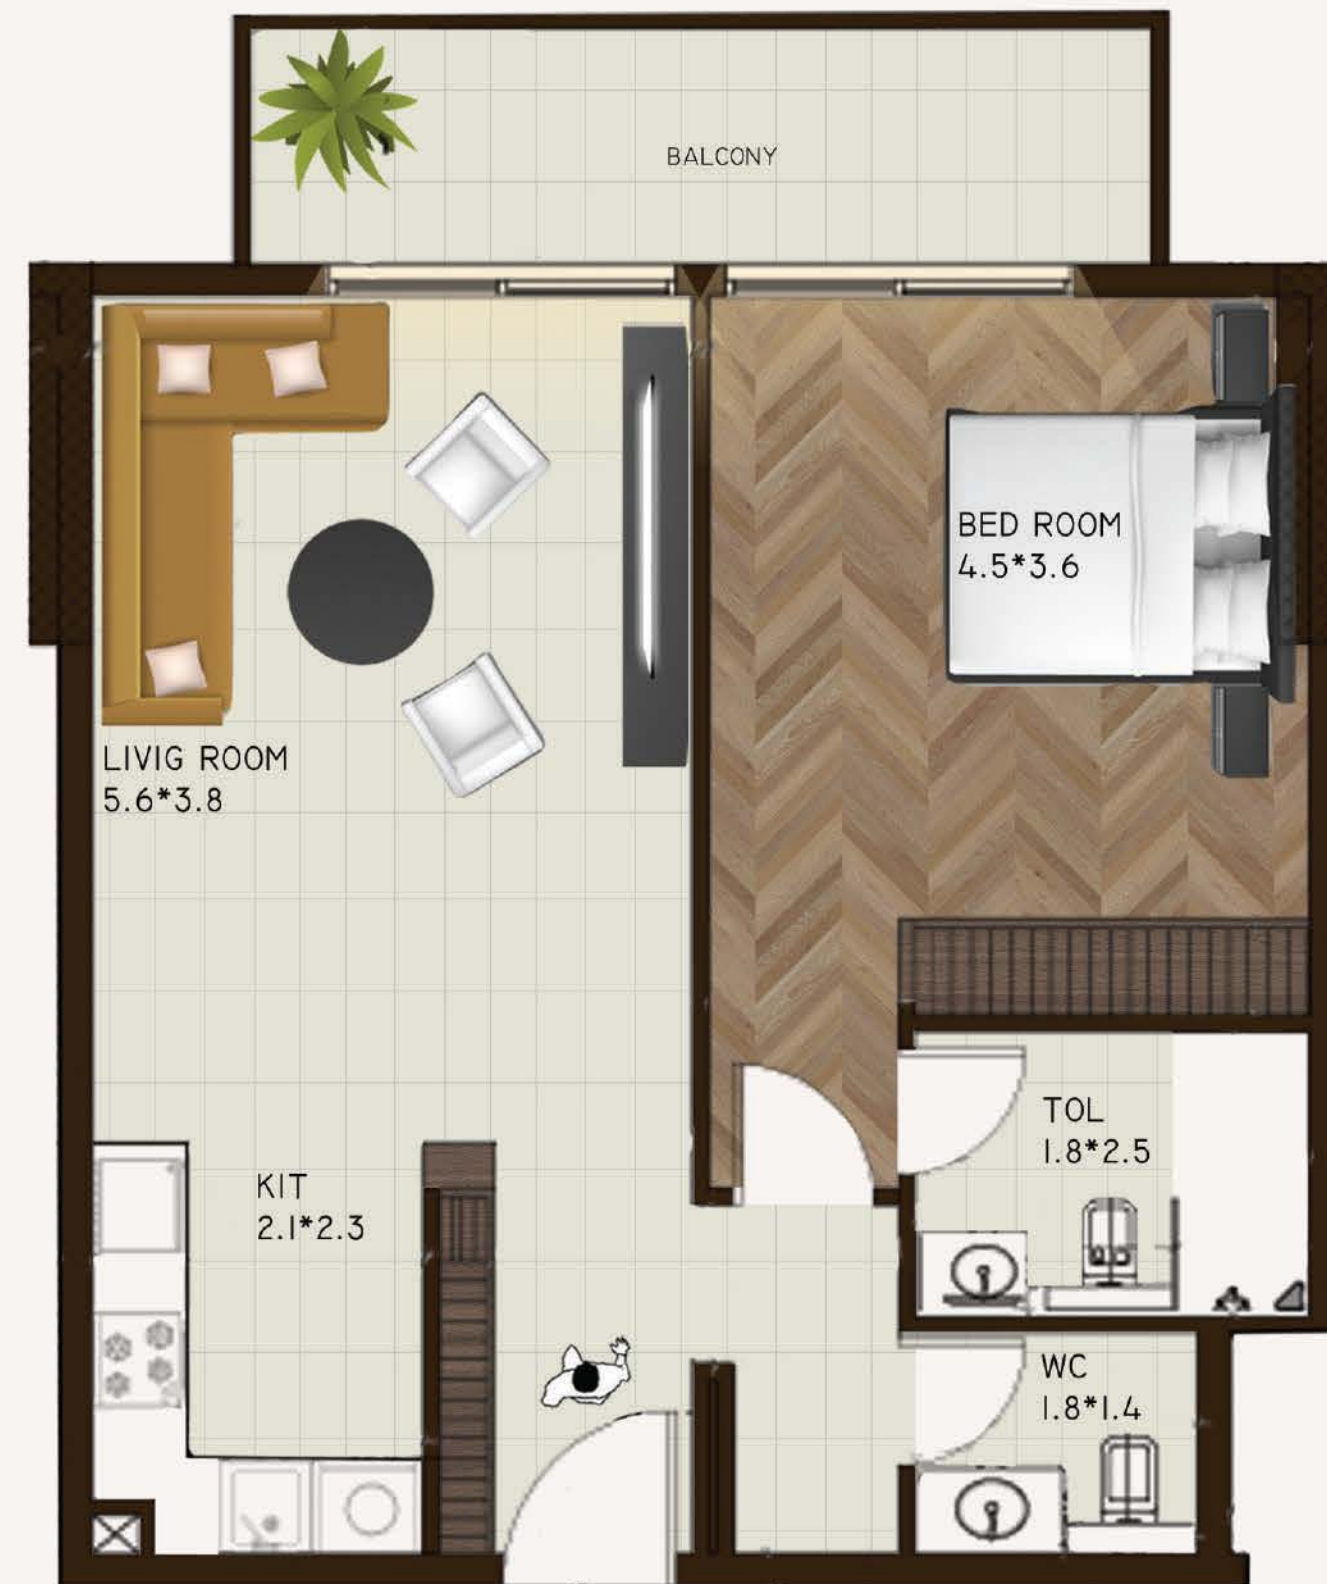 BALCONY
BED ROOM
4.5*3.6
LIVIG ROOM
5.6*3.8
TOL
1.8*2.5
KIT
2.1*2.3
WC
1.8*1.4